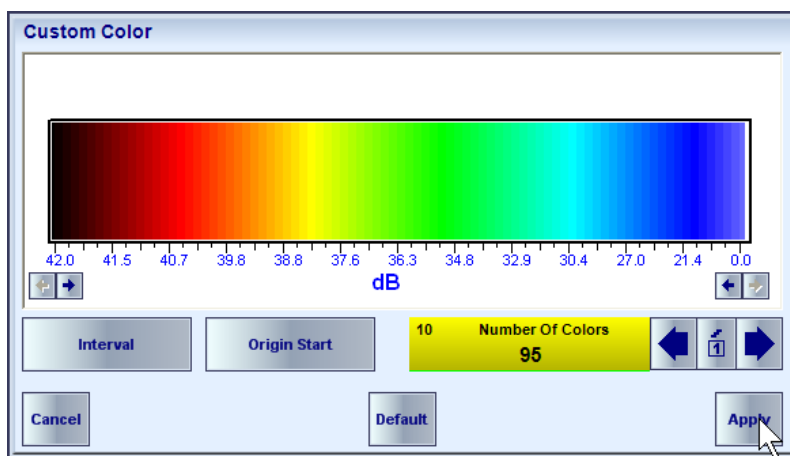 Custom Color
42.0 41.5 40.7 39.8 38.8 37.6 36.3 34.8 32.9 30.4 27.0 21.4 0.0
dB
Interval
Origin Start
10 Number Of Colors
95
1
Cancel
Default
Apply